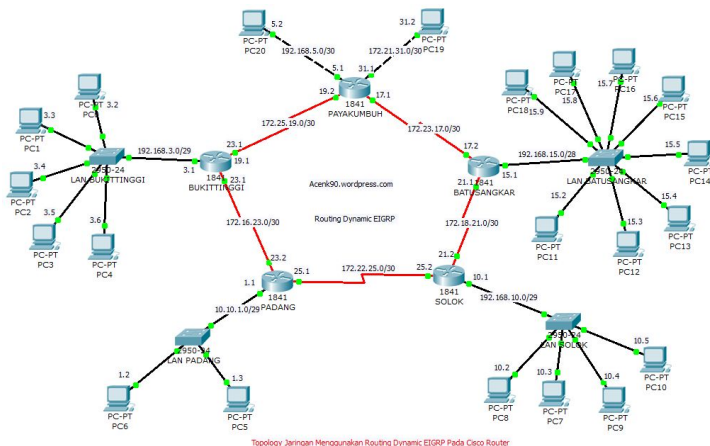 5.2
PC-PT
PC20
31.2
PC-PT
PC19
192.168.5.0/30
172.21.31.0/30
5.1
31.1
19.2
17.1
1841
PAYAKUMBUH
172.25.19.0/30
172.23.17.0/30
PC-PT
3.2
3.3
PC-PT
PC1
3.4
PC-PT
PC2
3.5
PC-PT
PC3
3.6
PC-PT
PC4
2950-24
LAN BUKITTINGGI
192.168.3.0/29
3.1
23.1
19.1
1841
BUKITTINGGI
23.1
Acenk90.wordpress.com
Routing Dynamic EIGRP
17.2
15.1
21.1
1841
BATUSANGKAR
192.168.15.0/28
2950-24
LAN BATUSANGKAR
PC-PT
PC18
15.9
PC-PT
PC17
15.8
PC-PT
PC16
15.7
PC-PT
PC15
15.6
15.5
PC-PT
PC14
15.4
PC-PT
PC13
15.3
PC-PT
PC12
15.2
PC-PT
PC11
172.16.23.0/30
172.18.21.0/30
23.2
25.1
1.1
1841
PADANG
172.22.25.0/30
21.2
25.2
10.1
1841
SOLOK
10.10.1.0/29
2950-24
LAN PADANG
1.2
PC-PT
PC6
1.3
PC-PT
PC5
192.168.10.0/29
2950-24
LAN SOLOK
10.2
PC-PT
PC8
10.3
PC-PT
PC7
10.4
PC-PT
PC9
10.5
PC-PT
PC10
Topology Jaringan Menggunakan Routing Dynamic EIGRP Pada Cisco Router